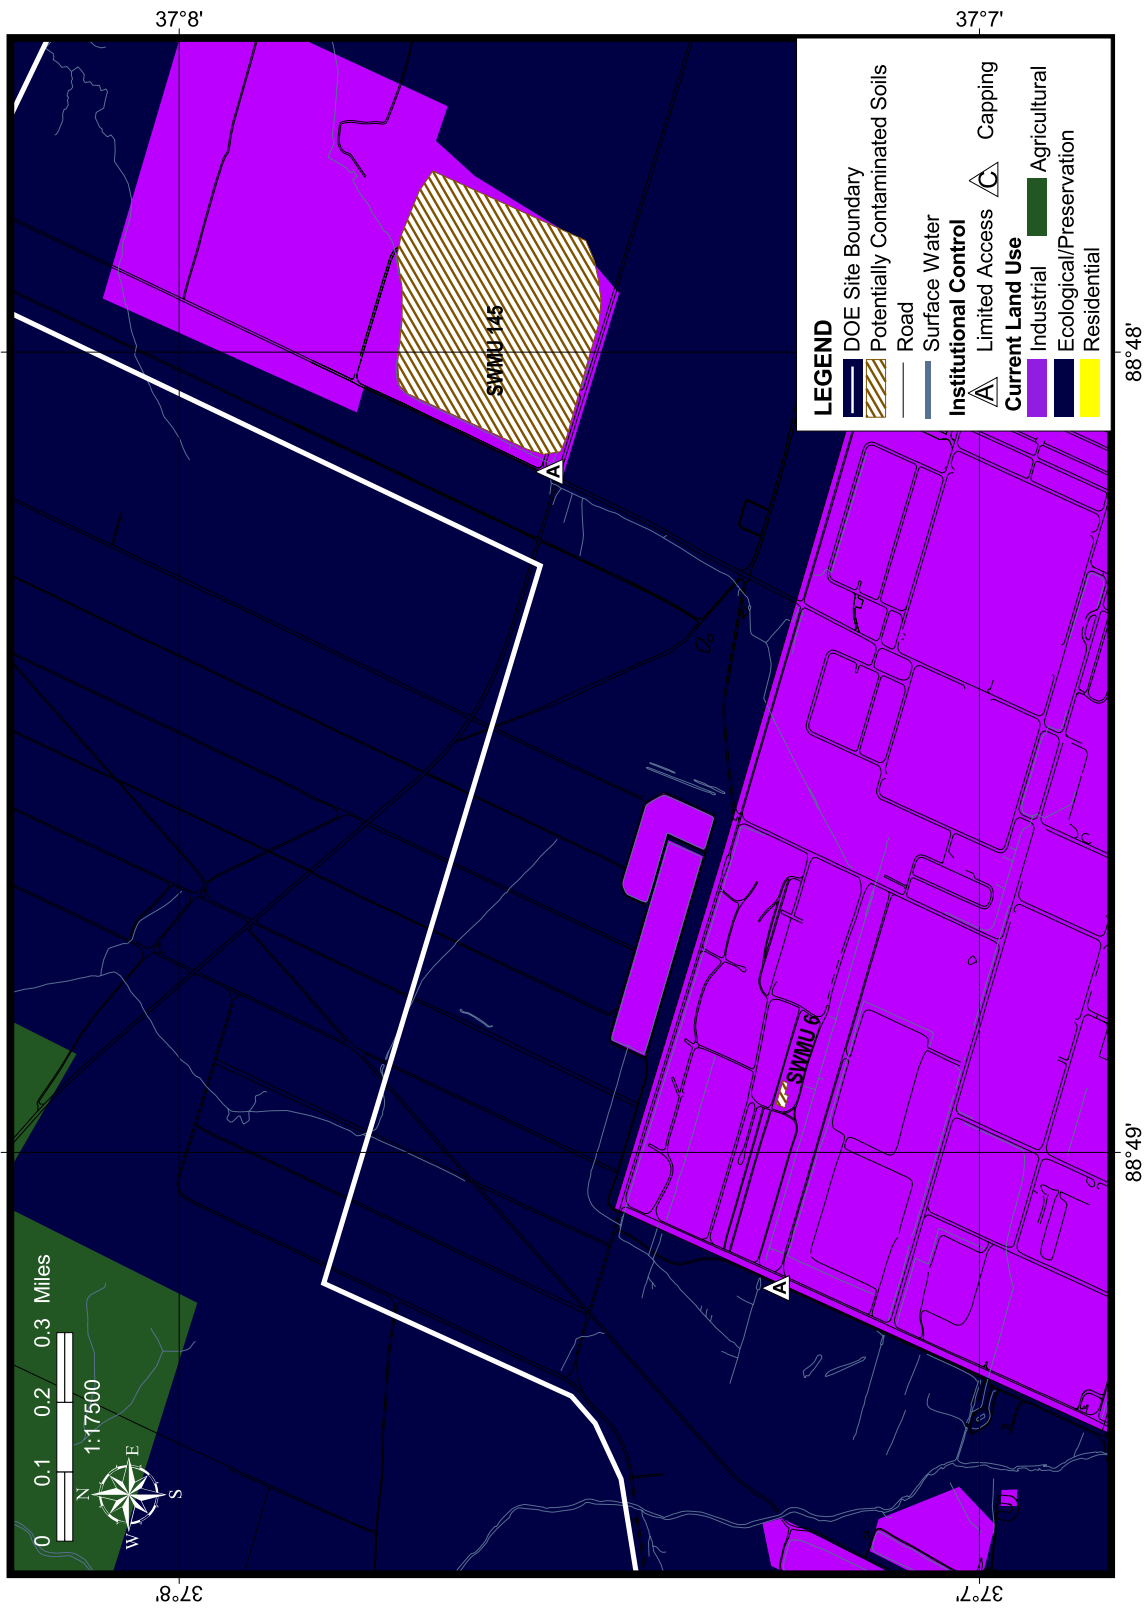 37°8'
37°7'
88°48'
88°49'
37°8'
37°7'
SWMU 145
SWMU 6
A
A
0 0.1 0.2 0.3 Miles
1:17500
N
W E
S
LEGEND
DOE Site Boundary
Potentially Contaminated Soils
Road
Surface Water
Institutional Control
A Limited Access C Capping
Current Land Use
Industrial Agricultural
Ecological/Preservation
Residential